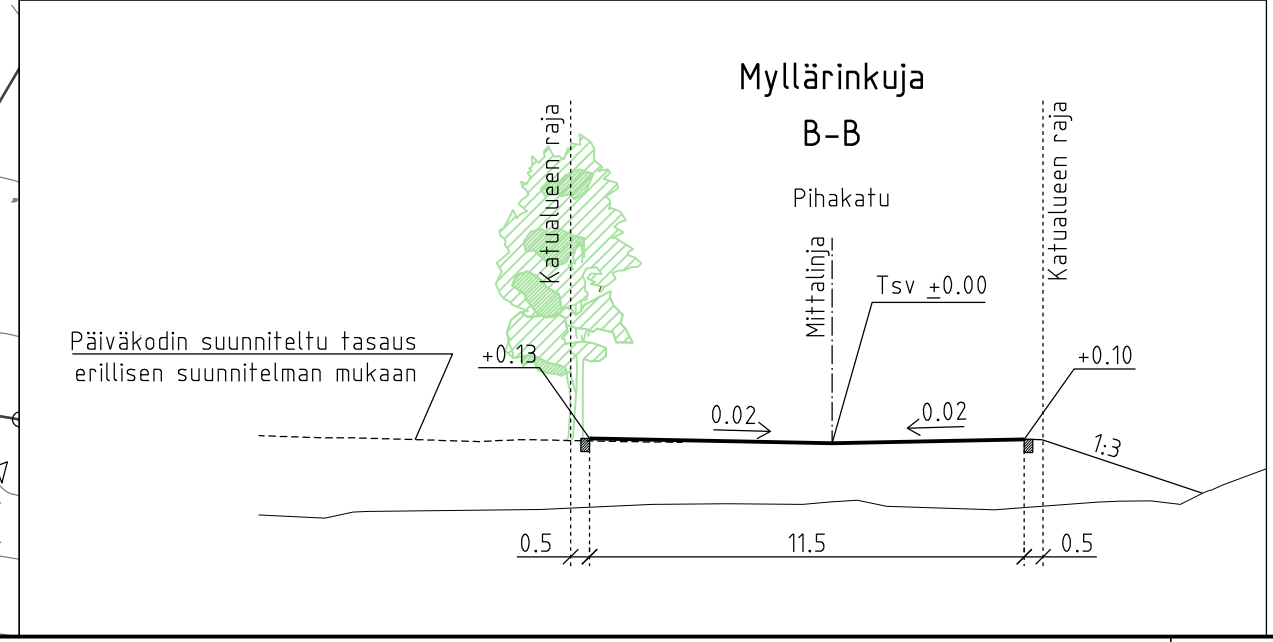 Myllärinkuja
B-B
Pihakatu
Katualueen raja
Mittalinja
Katualueen raja
Tsv ±0.00
Päiväkodin suunniteltu tasaus
erillisen suunnitelman mukaan
+0.13
+0.10
0.02
0.02
1:3
0.5
11.5
0.5